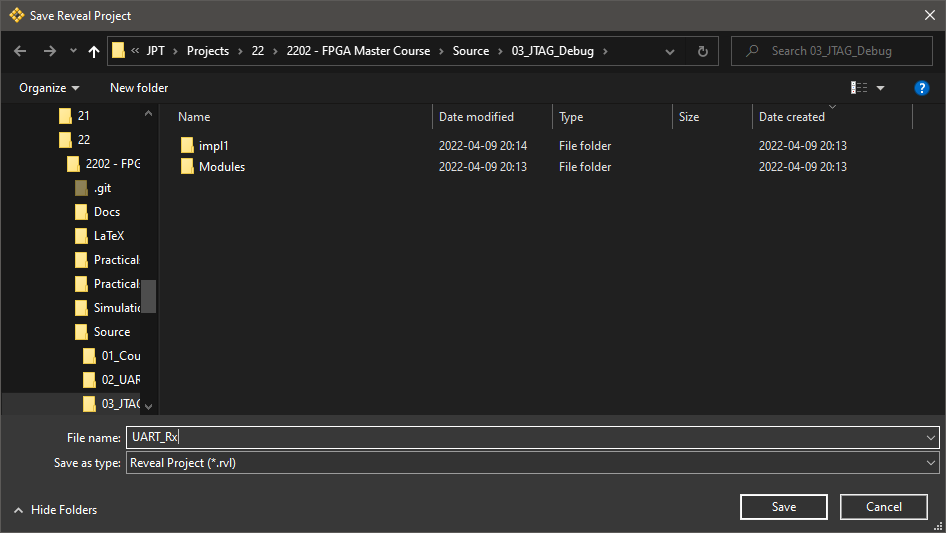 Save Reveal Project
« JPT > Projects > 22 > 2202 - FPGA Master Course > Source > 03_JTAG_Debug >
Search 03_JTAG_Debug
Organize
New folder
?
21
22
2202 - FPG
.git
Docs
LaTeX
Practical
Practical
Simulatio
Source
01_Cou
02_UAR
03_JTAG
Name Date modified Type Size Date created
impl1 2022-04-09 20:14 File folder 2022-04-09 20:13
Modules 2022-04-09 20:13 File folder 2022-04-09 20:13
File name: UART_Rx
Save as type: Reveal Project (*.rvl)
Hide Folders
Save
Cancel